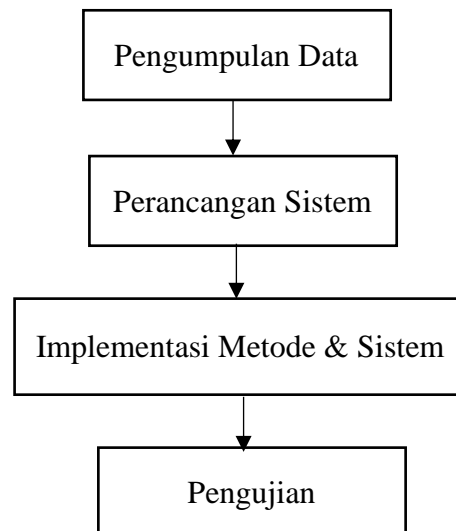 Pengumpulan Data
Perancangan Sistem
Implementasi Metode & Sistem
Pengujian